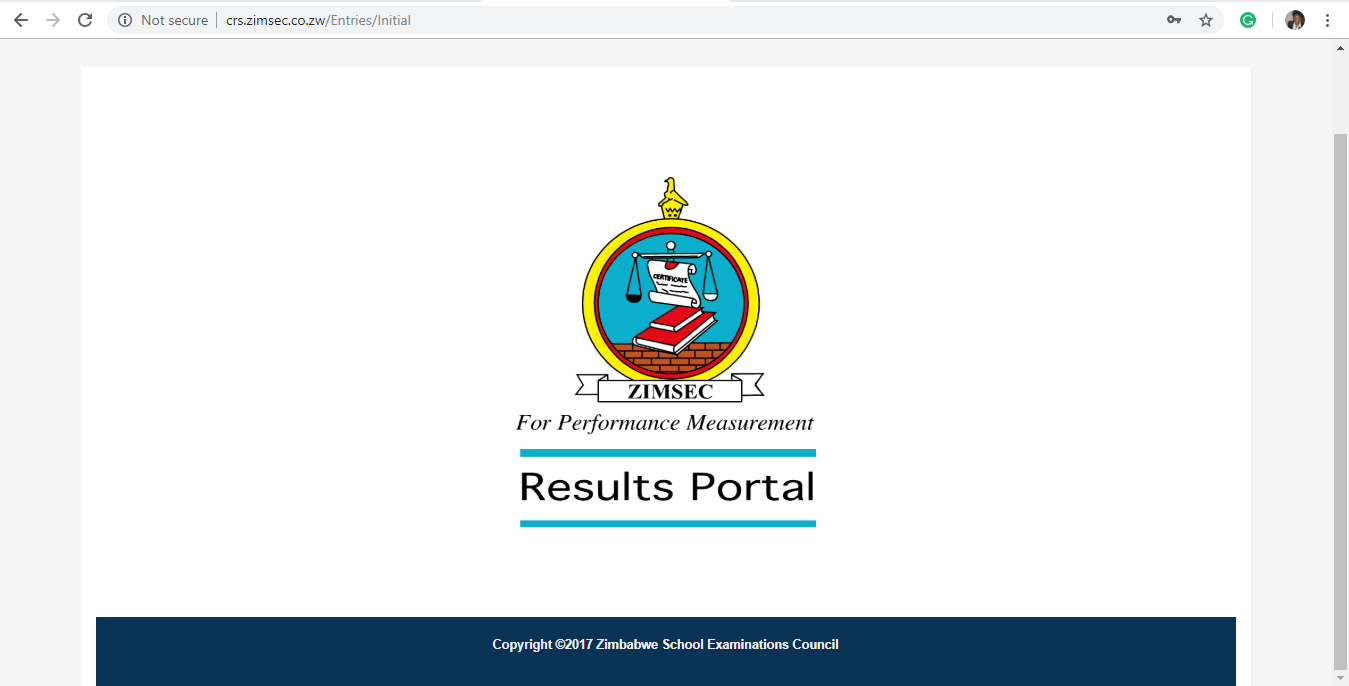 Not secure
crs.zimsec.co.zw/Entries/Initial
CERTIFICATE
ZIMSEC
For Performance Measurement
Results Portal
Copyright ©2017 Zimbabwe School Examinations Council